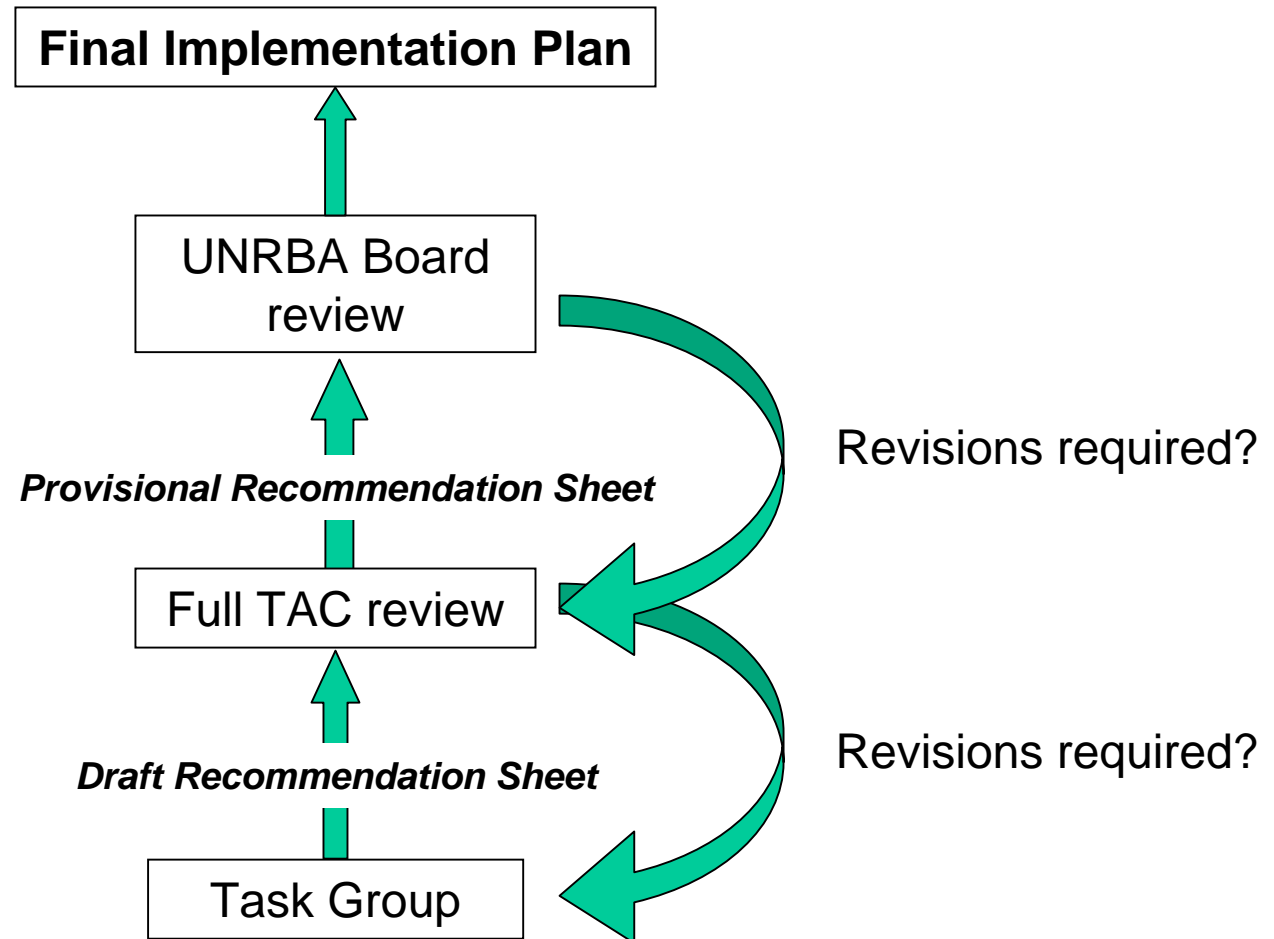 Final Implementation Plan
UNRBA Board
review
Revisions required?
Provisional Recommendation Sheet
Full TAC review
Revisions required?
Draft Recommendation Sheet
Task Group